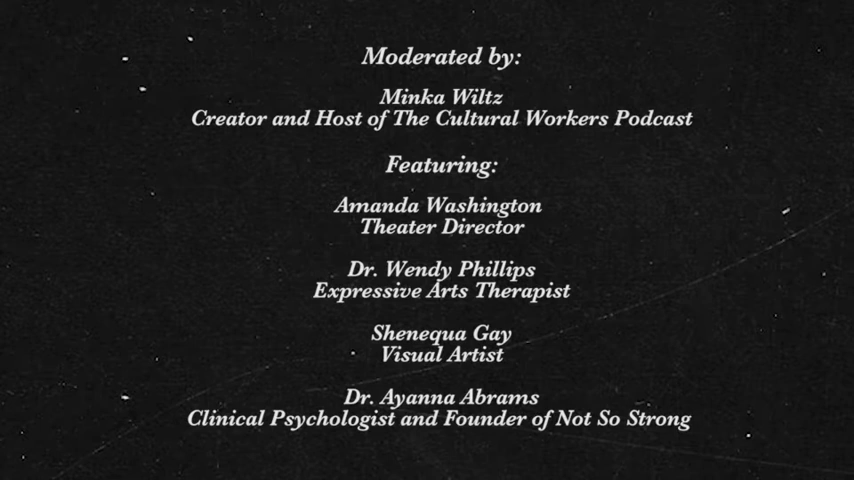 Moderated by:
Minka Wiltz
Creator and Host of The Cultural Workers Podcast
Featuring:
Amanda Washington
Theater Director
Dr. Wendy Phillips
Expressive Arts Therapist
Shenequa Gay
Visual Artist
Dr. Ayanna Abrams
Clinical Psychologist and Founder of Not So Strong